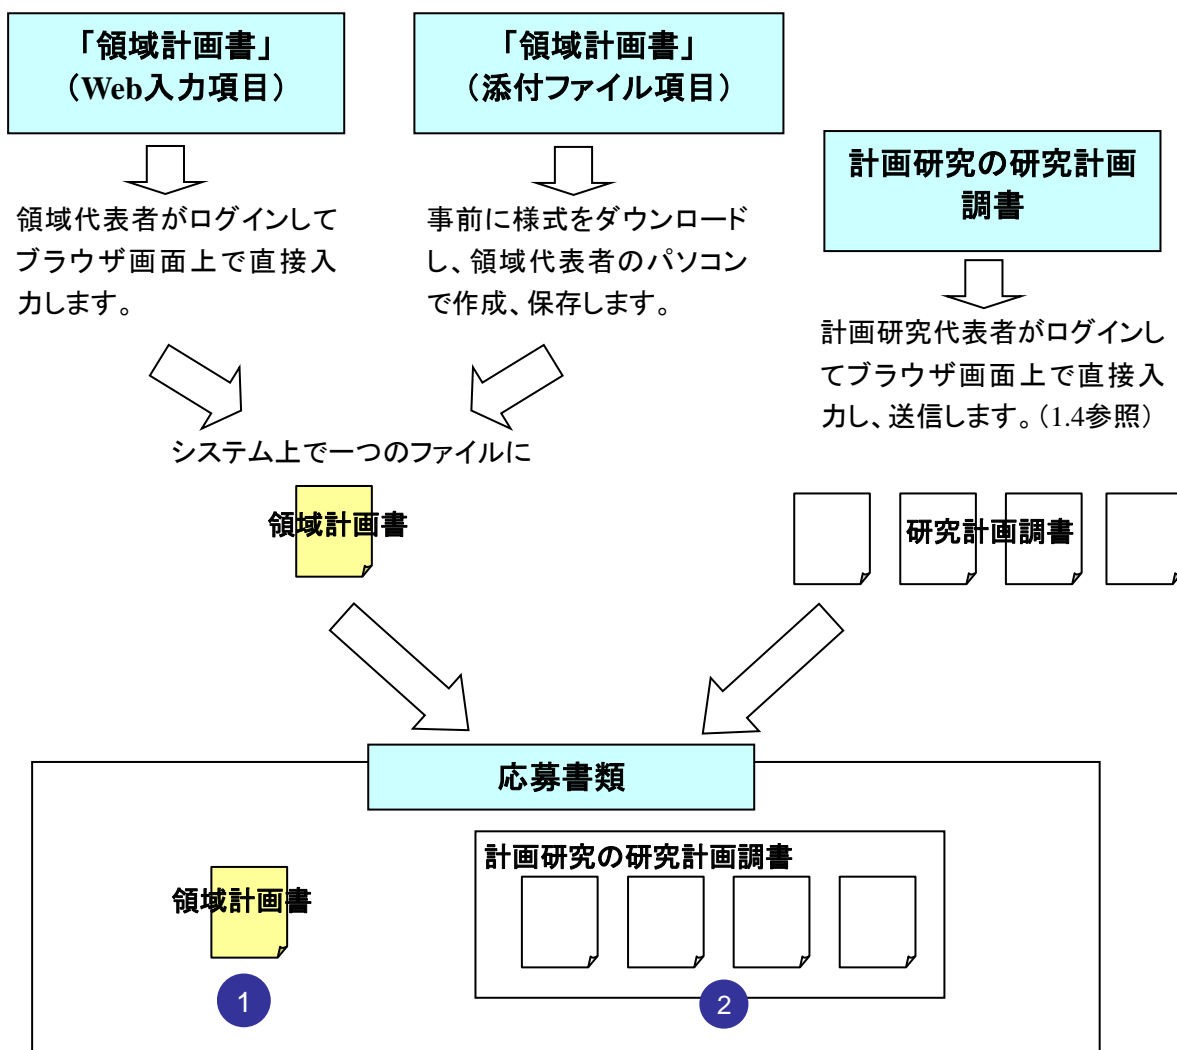 「領域計画書」
（Web入力項目）
領域代表者がログインして
ブラウザ画面上で直接入
力します。
「領域計画書」
（添付ファイル項目）
事前に様式をダウンロード
し、領域代表者のパソコン
で作成、保存します。
計画研究の研究計画
調書
計画研究代表者がログインし
てブラウザ画面上で直接入
力し、送信します。（1.4参照）
システム上で一つのファイルに
領域計画書
研究計画調書
応募書類
領域計画書
1
計画研究の研究計画調書
2